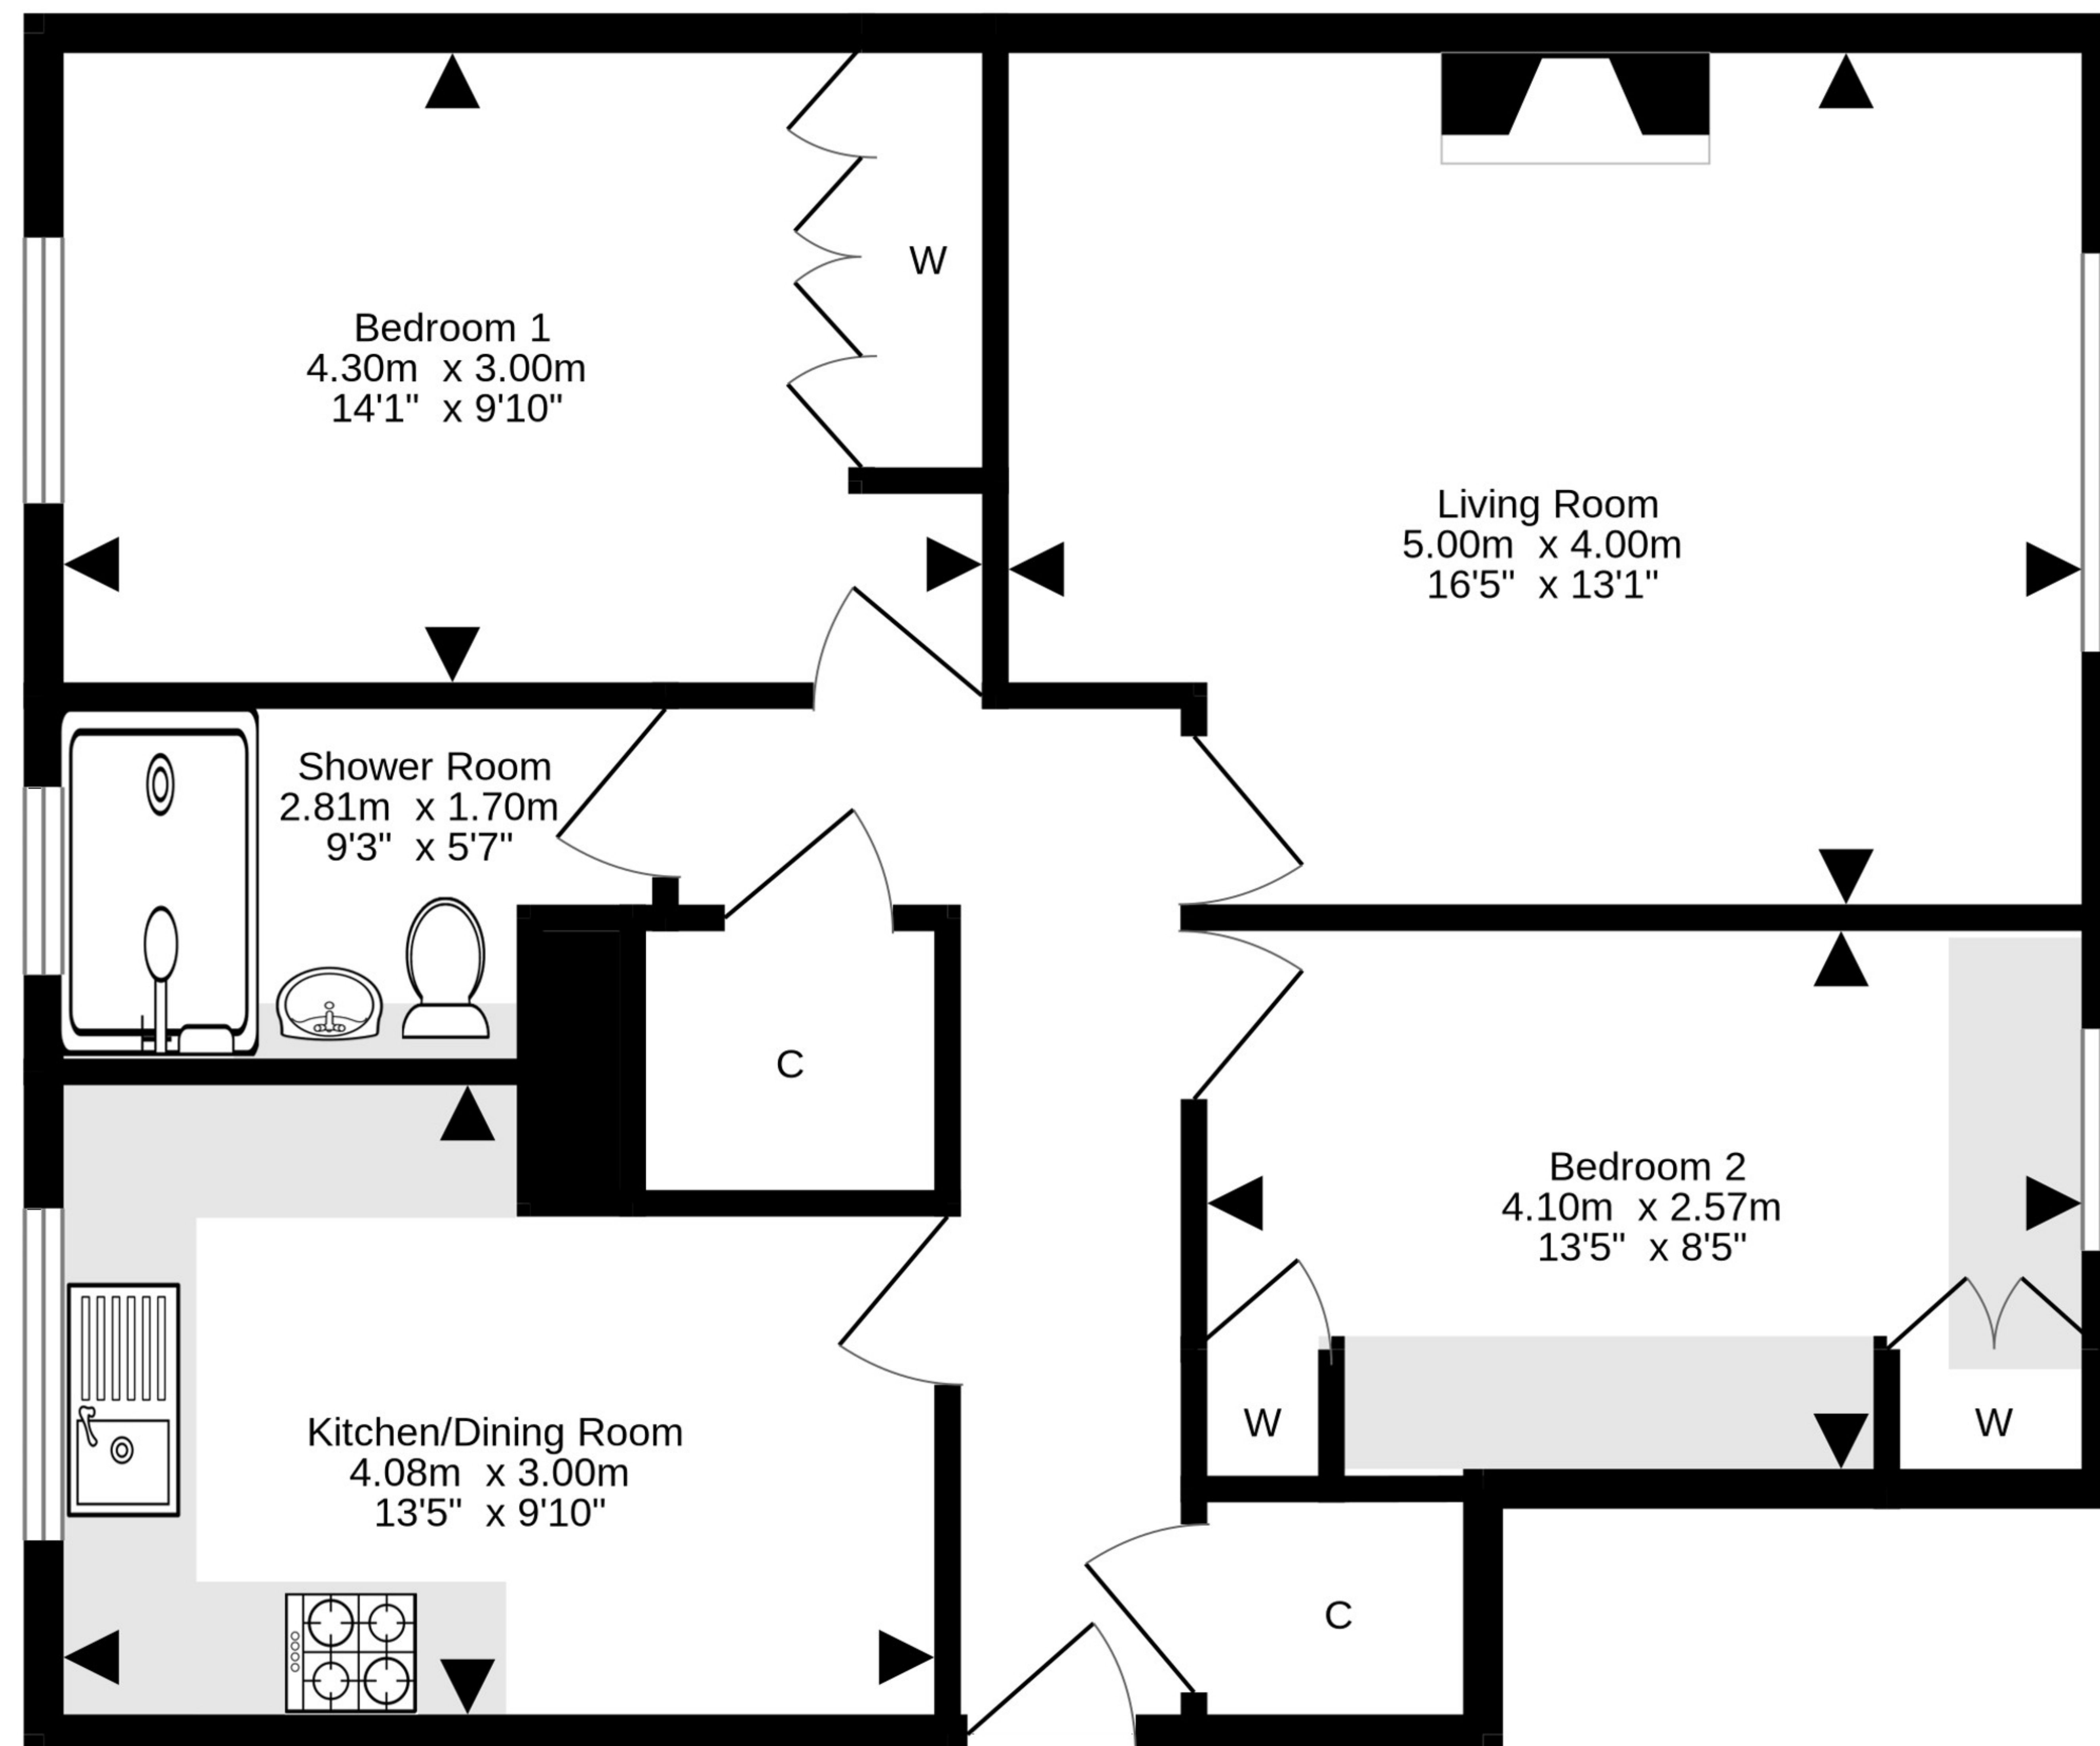 W
Bedroom 1
4.30m x 3.00m
14'1" x 9'10"
Living Room
5.00m x 4.00m
16'5" x 13'1"
Shower Room
2.81m x 1.70m
9'3" x 5'7"
C
Bedroom 2
4.10m x 2.57m
13'5" x 8'5"
W
W
Kitchen/Dining Room
4.08m x 3.00m
13'5" x 9'10"
C